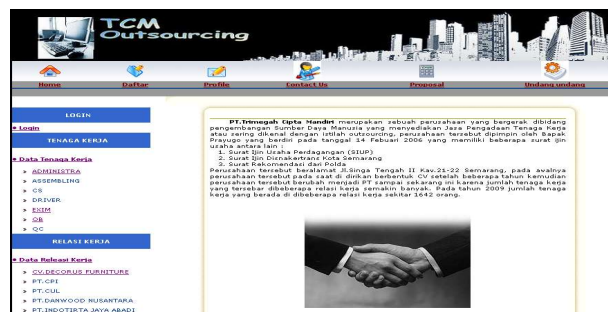 TCM
Outsourcing
Home
Daftar
Profile
Contact Us
Proposal
Undang undang
LOGIN
Login
TENAGA KERJA
Data Tenaga Kerja
» ADMINISTRA
» ASSEMBLING
» CS
» DRIVER
» EXIM
» OB
» QC
RELASI KERJA
Data Releasi Kerja
» CV.DECORUS FURNITURE
» PT.CPI
» PT.CUL
» PT.DANWOOD NUSANTARA
» PT.INDOTIRTA JAYA ABADI
PT.Trimegah Cipta Mandiri merupakan sebuah perusahaan yang bergerak dibidang
pengembangan Sumber Daya Manusia yang menyediakan Jasa Pengadaan Tenaga Kerja
atau sering dikenal dengan istilah outsourcing, perusahaan tersebut dipimpin oleh Bapak
Prayugo yang berdiri pada tanggal 14 Febuari 2006 yang memiliki beberapa surat ijin
usaha antara lain :
1. Surat Ijin Usaha Perdagangan (SIUP)
2. Surat Ijin Disnakertrans Kota Semarang
3. Surat Rekomendasi dari Polda
Perusahaan tersebut beralamat Jl.Singa Tengah II Kav.21-22 Semarang, pada avalnya
perusahaan tersebut pada saat di dirikan berbentuk CV setelah beberapa tahun kemudian
perusahaan tersebut berubah menjadi PT sampai sekarang ini karena jumlah tenaga kerja
yang tersebar dibeberapa relasi kerja semakin banyak. Pada tahun 2009 jumlah tenaga
kerja yang berada di dibeberapa relasi kerja sekitar 1642 orang.